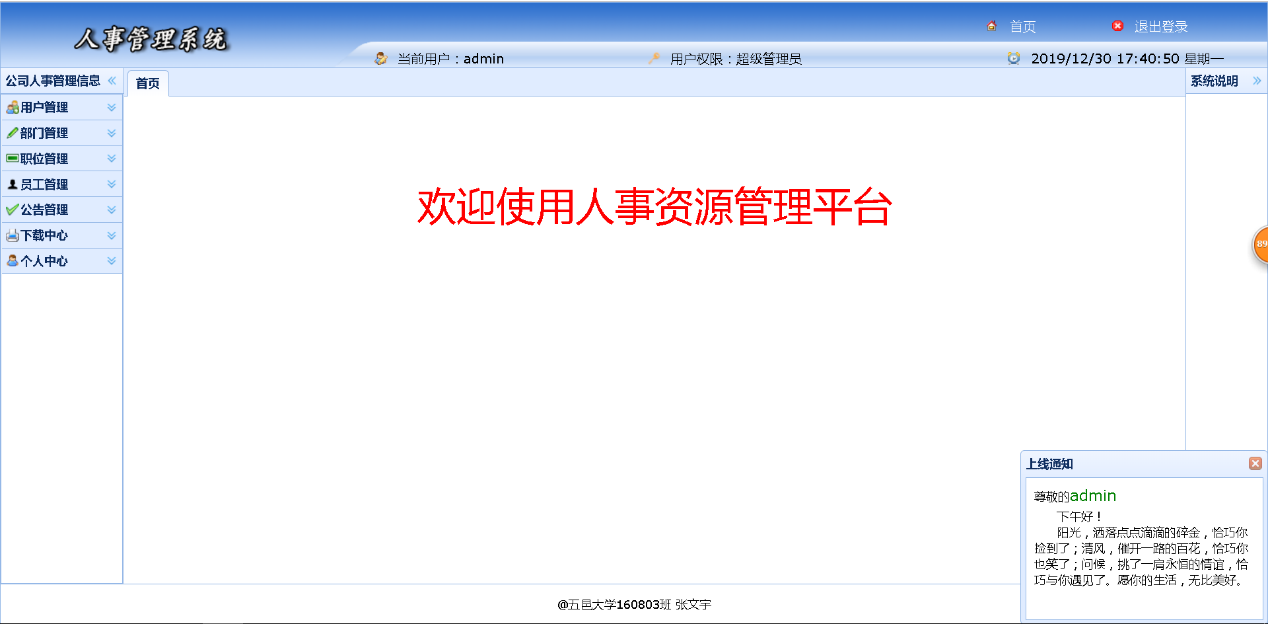 人事管理系统
首页
退出登录
当前用户：admin
用户权限：超级管理员
2019/12/30 17:40:50 星期一
公司人事管理信息
首页
系统说明
用户管理
部门管理
职位管理
员工管理
公告管理
下载中心
个人中心
欢迎使用人事资源管理平台
89
上线通知
尊敬的admin
下午好！
阳光，洒落点点滴滴的碎金，恰巧你
捡到了；清风，催开一路的百花，恰巧你
也笑了；问候，挑了一肩永恒的情谊，恰
巧与你遇见了。愿你的生活，无比美好。
@五邑大学160803班 张文宇